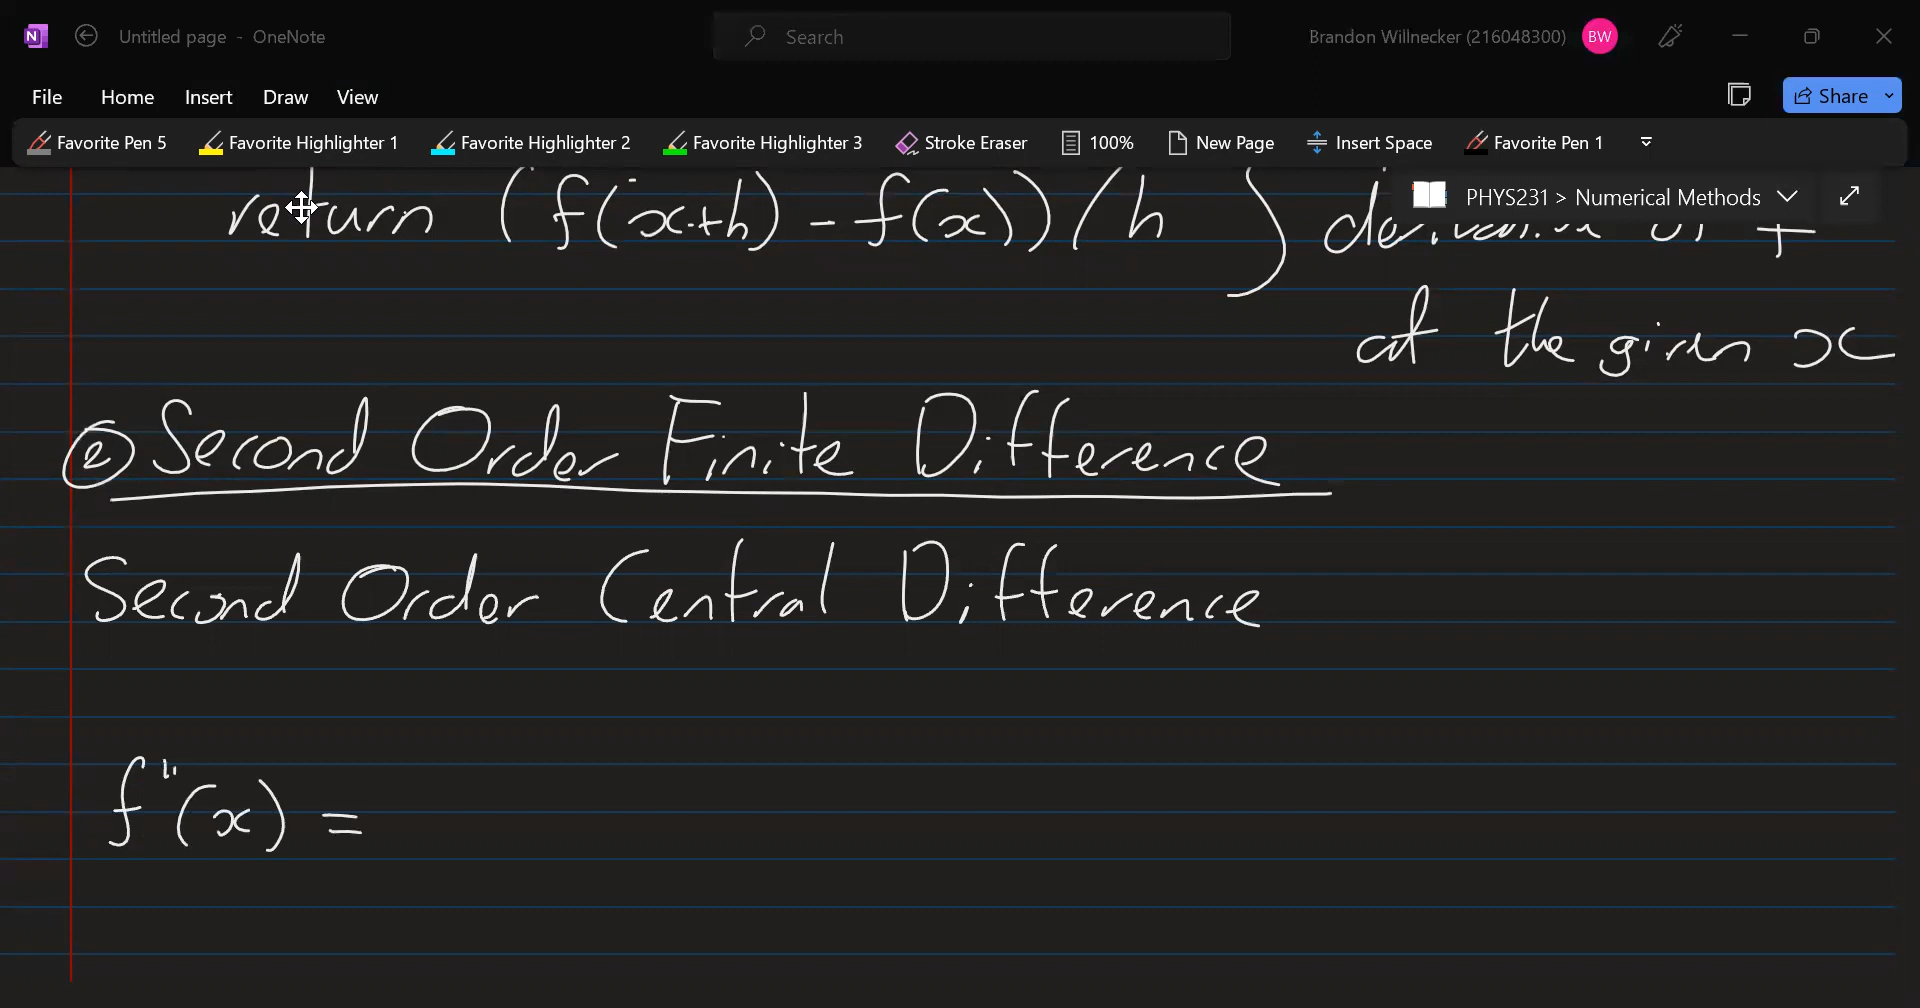 Untitled page - OneNote
Search
Brandon Willnecker (216048300) BW
File Home Insert Draw View
Share
Favorite Pen 5 Favorite Highlighter 1 Favorite Highlighter 2 Favorite Highlighter 3 Stroke Eraser 100% New Page Insert Space Favorite Pen 1
PHYS231 > Numerical Methods
return (f(x+h) - f(x))/h
at the given x
② Second Order Finite Difference
Second Order Central Difference
f"(x) =